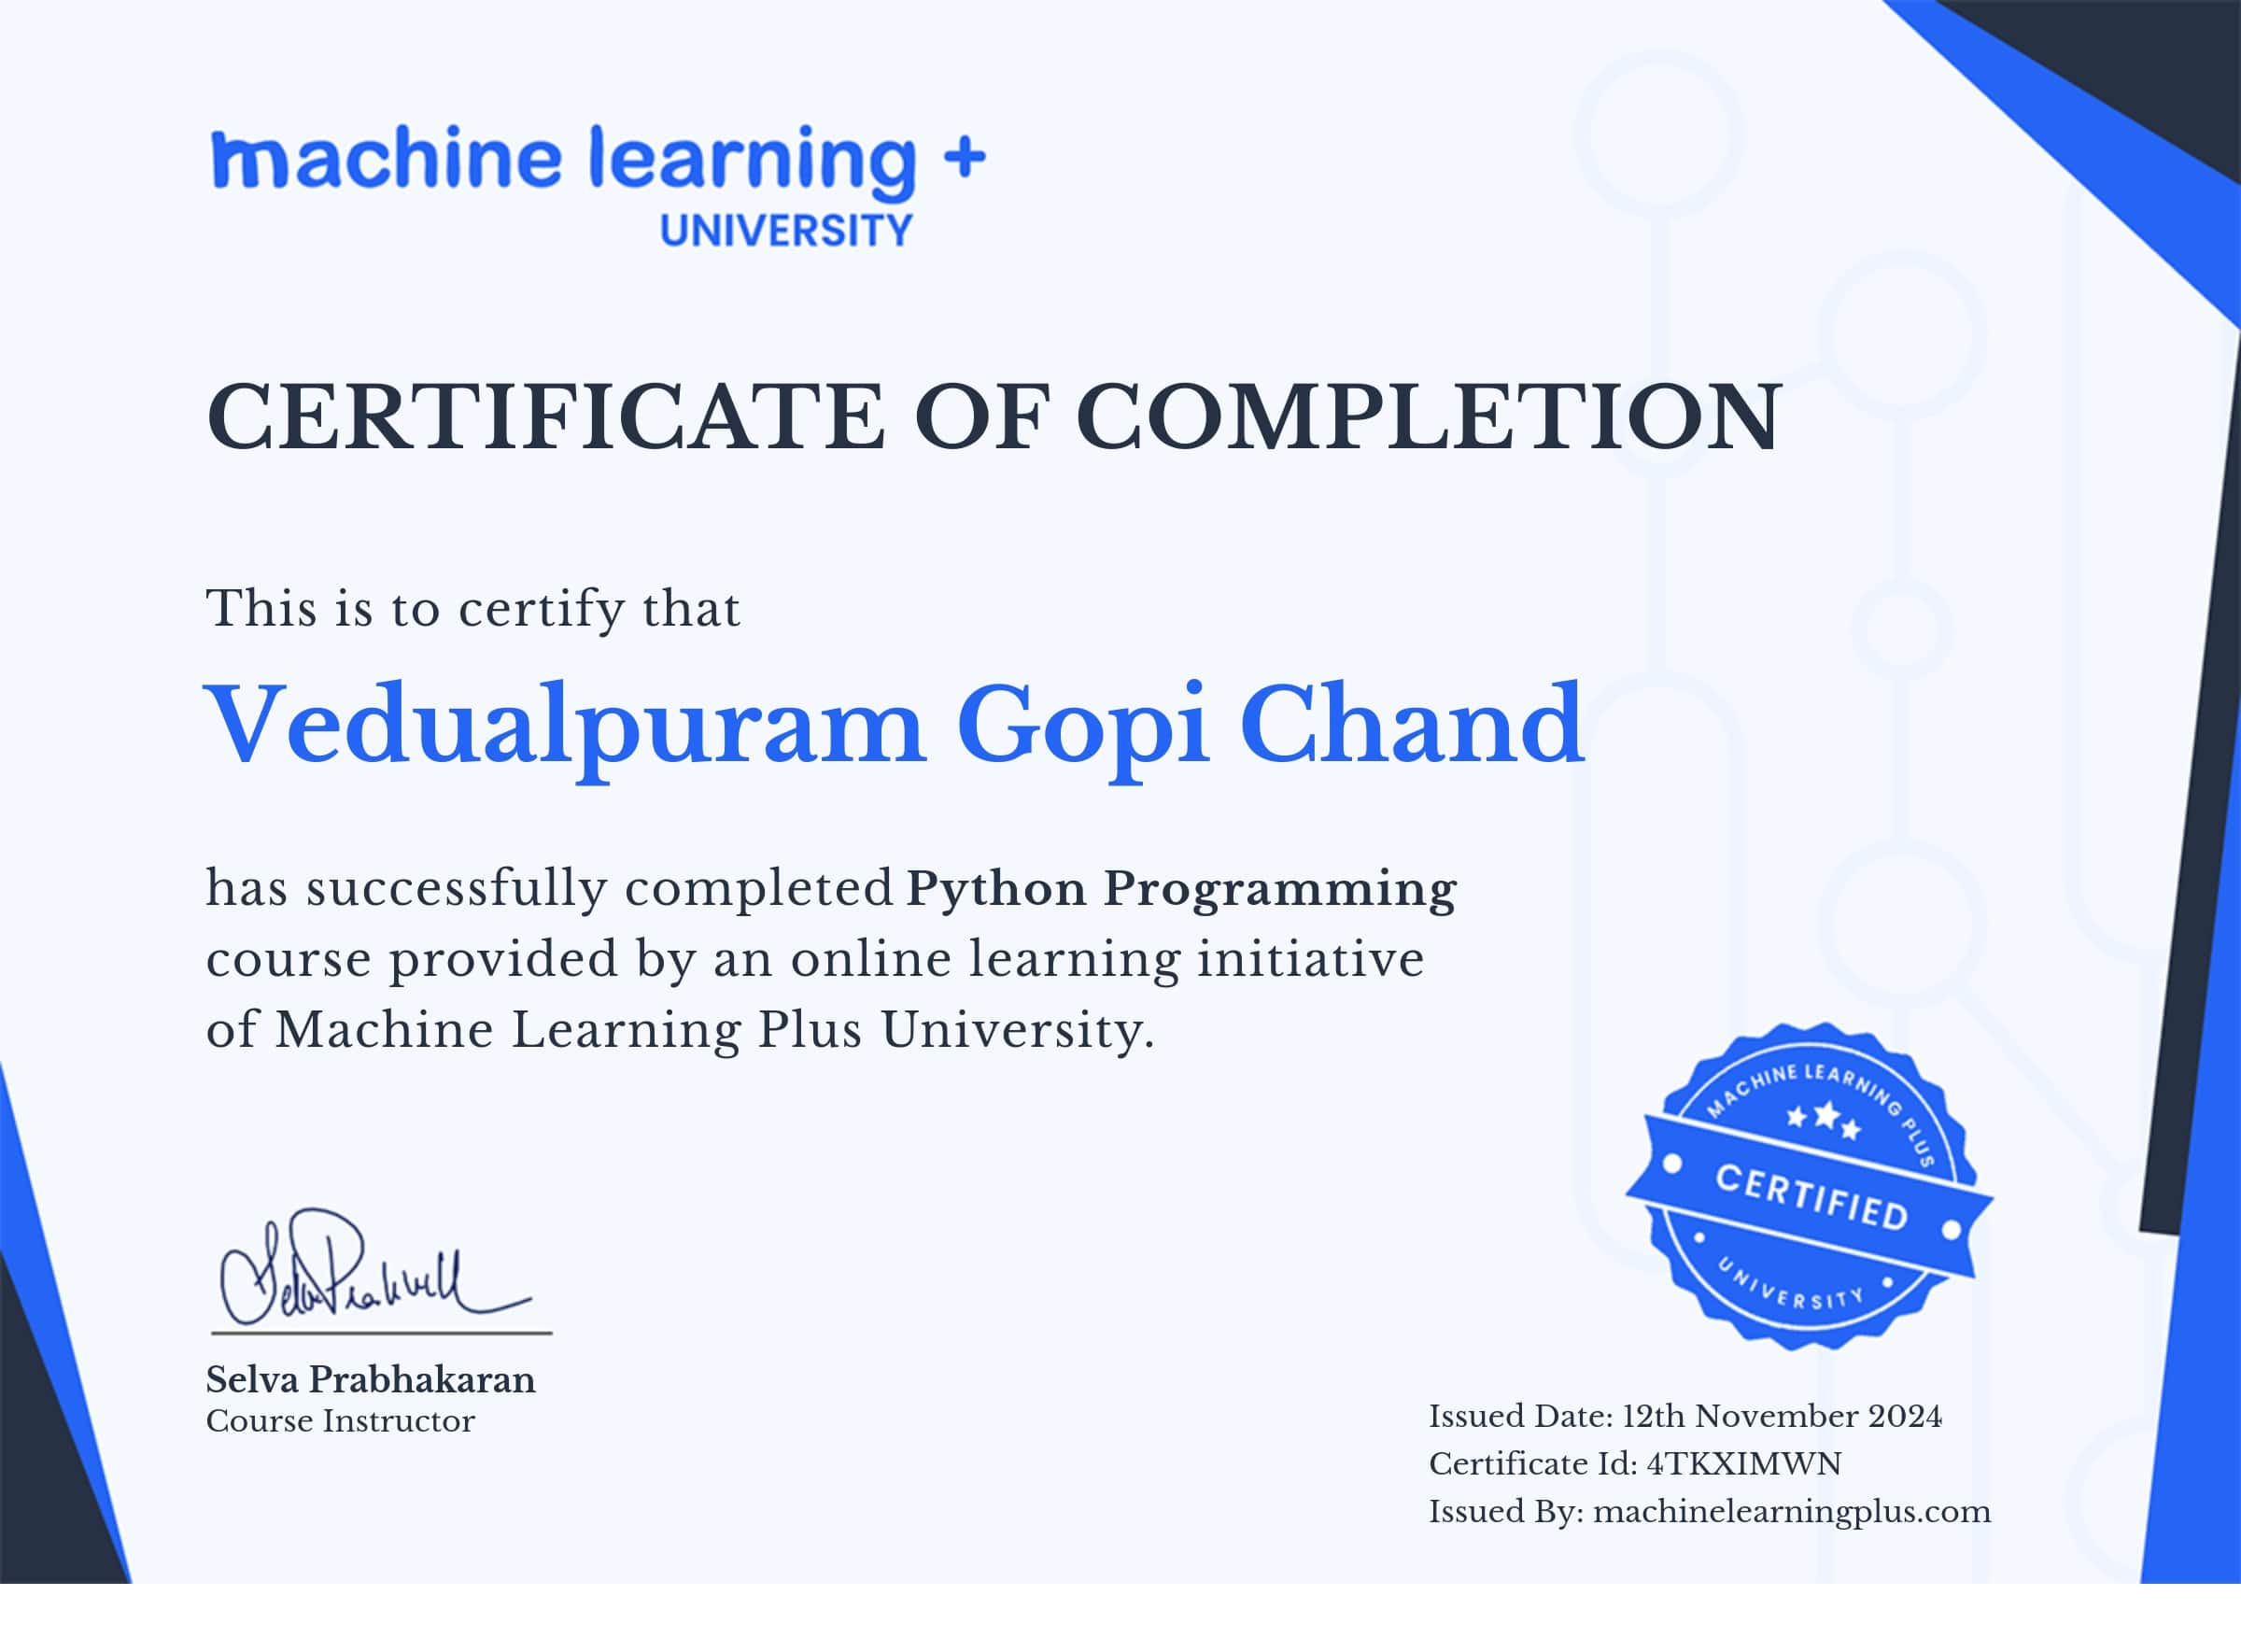 machine learning +
UNIVERSITY
CERTIFICATE OF COMPLETION
This is to certify that
Vedualpuram Gopi Chand
has successfully completed Python Programming
course provided by an online learning initiative
of Machine Learning Plus University.
MACHINE LEARNING PLUS
CERTIFIED
UNIVERSITY
Selva Prabhakaran
Course Instructor
Issued Date: 12th November 2024
Certificate Id: 4TKXIMWN
Issued By: machinelearningplus.com